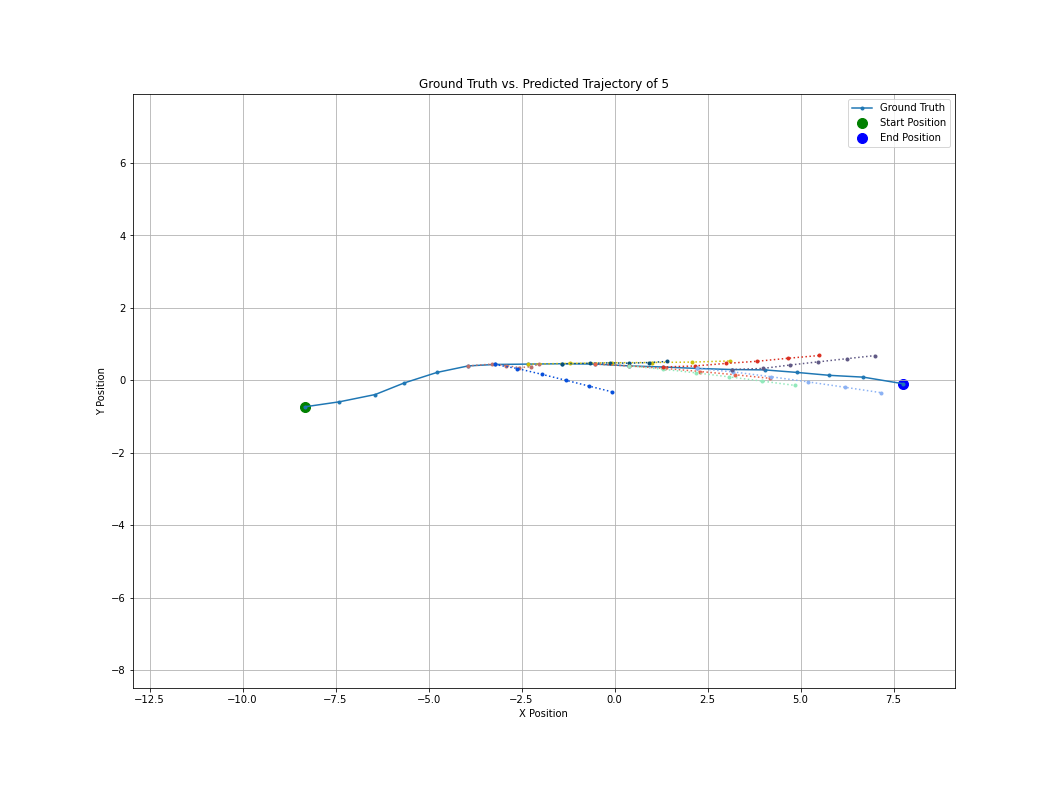 Ground Truth vs. Predicted Trajectory of 5
Ground Truth
Start Position
End Position
6
4
2
0
−2
−4
−6
−8
Y Position
−12.5 −10.0 −7.5 −5.0 −2.5 0.0 2.5 5.0 7.5
X Position